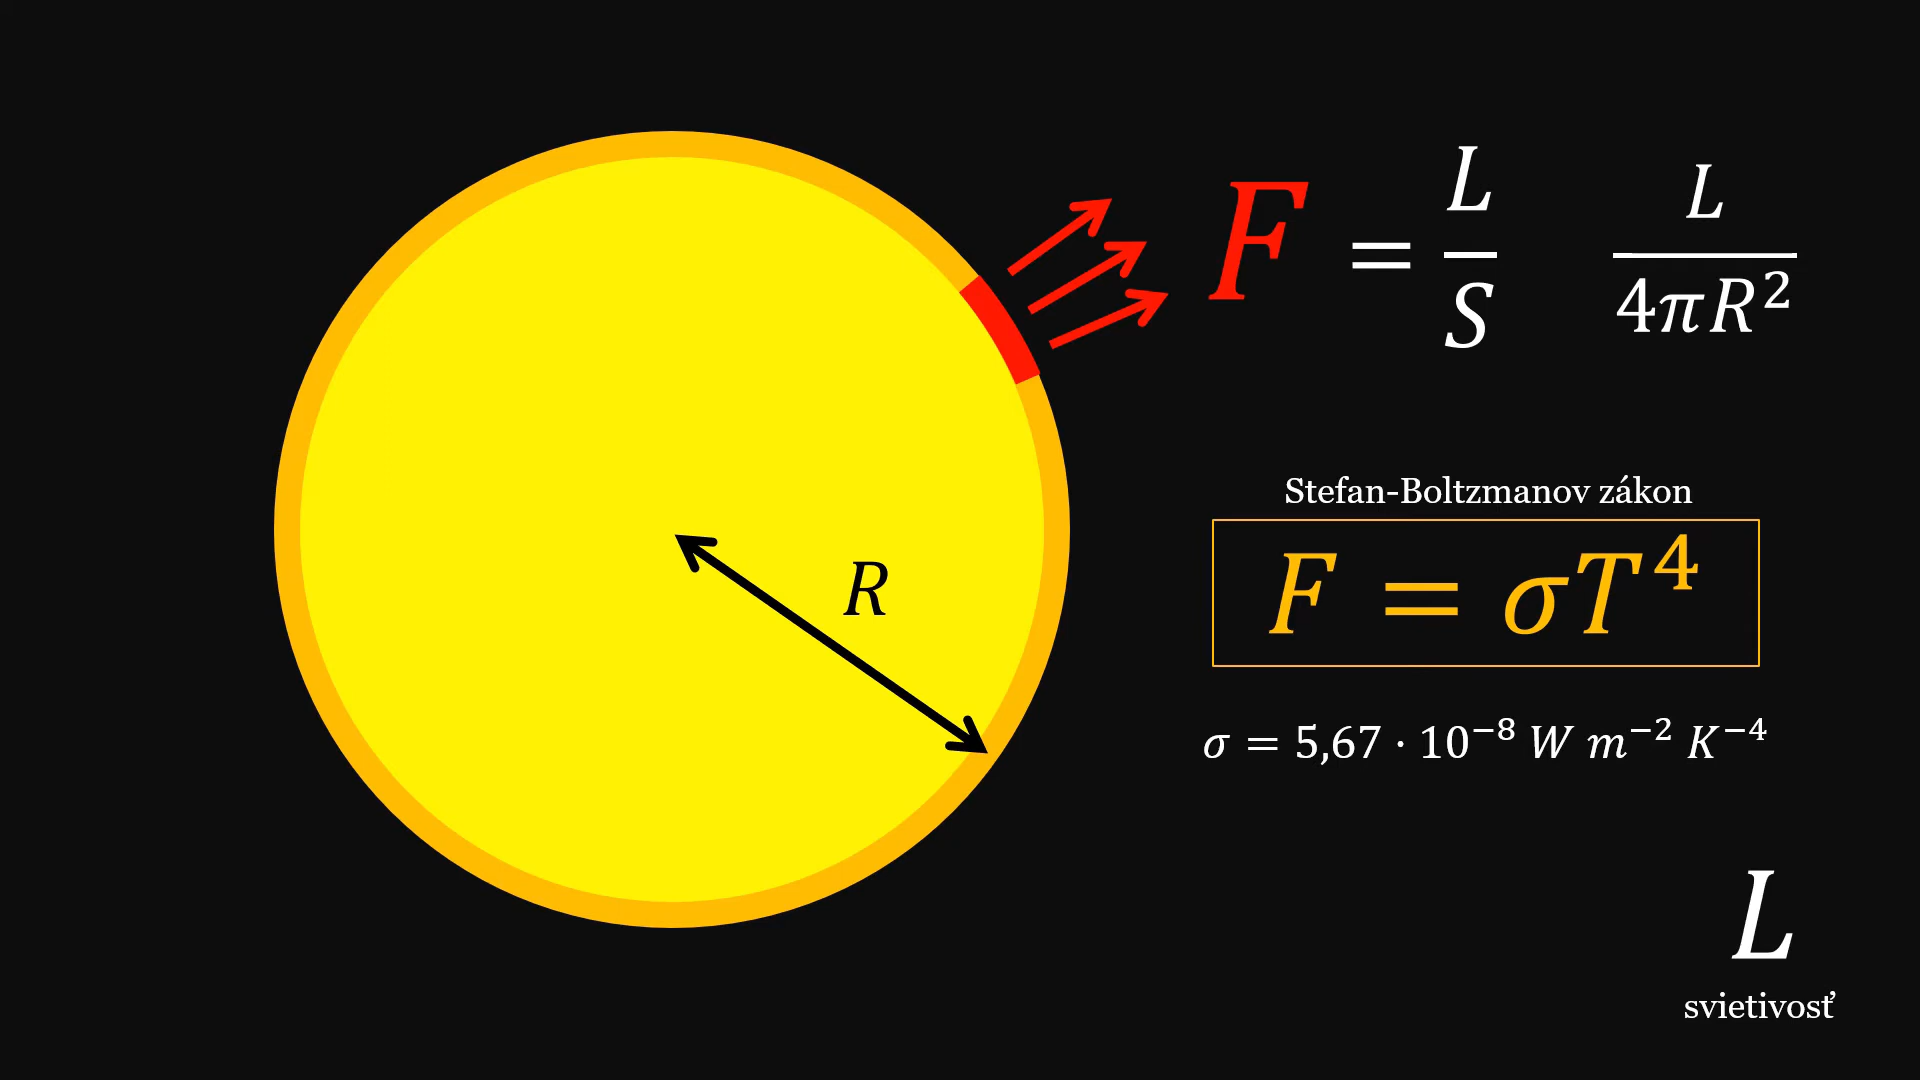 F = L/S L/4πR²
Stefan-Boltzmanov zákon
F = σT⁴
R
σ = 5,67 · 10⁻⁸ W m⁻² K⁻⁴
L
svietivosť